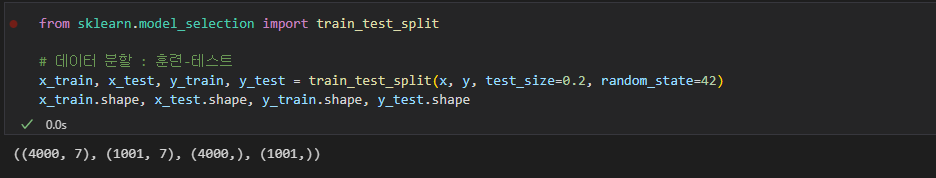 from sklearn.model_selection import train_test_split
# 데이터 분할 : 훈련-테스트
x_train, x_test, y_train, y_test = train_test_split(x, y, test_size=0.2, random_state=42)
x_train.shape, x_test.shape, y_train.shape, y_test.shape
0.0s
((4000, 7), (1001, 7), (4000,), (1001,))